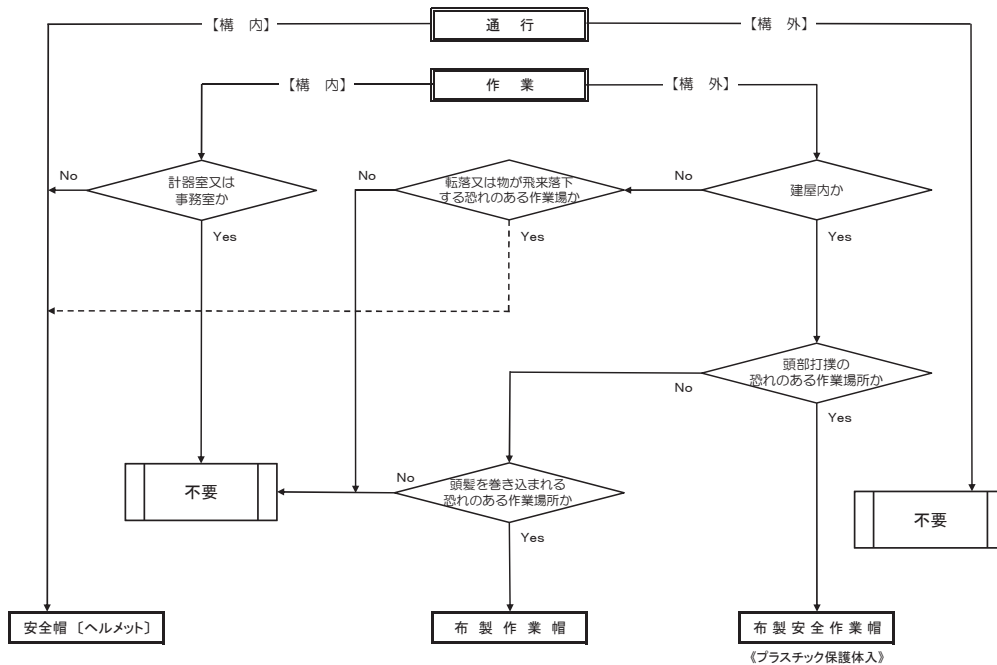 【構 内】
通 行
【構 外】
【構 内】
作 業
【構 外】
No
計器室又は
事務室か
Yes
No
転落又は物が飛来落下
する恐れのある作業場か
Yes
No
建屋内か
Yes
頭部打撲の
恐れのある作業場所か
No
Yes
不要
No
頭髪を巻き込まれる
恐れのある作業場所か
Yes
不要
安全帽〔ヘルメット〕
布 製 作 業 帽
布 製 安 全 作 業 帽
《プラスチック保護体入》